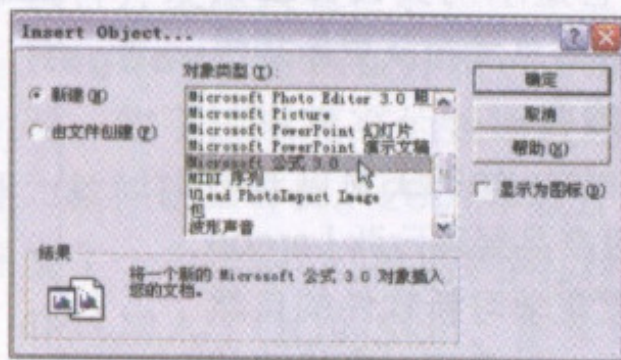 Insert Object...
新建(N)
由文件创建(F)
对象类型(T):
Microsoft Photo Editor 3.0 照
Microsoft Picture
Microsoft PowerPoint 幻灯片
Microsoft PowerPoint 演示文稿
Microsoft 公式 3.0
MIDI 序列
Ulead PhotoImpact Image
包
波形声音
确定
取消
帮助(H)
显示为图标(D)
结果
将一个新的 Microsoft 公式 3.0 对象插入
您的文档。